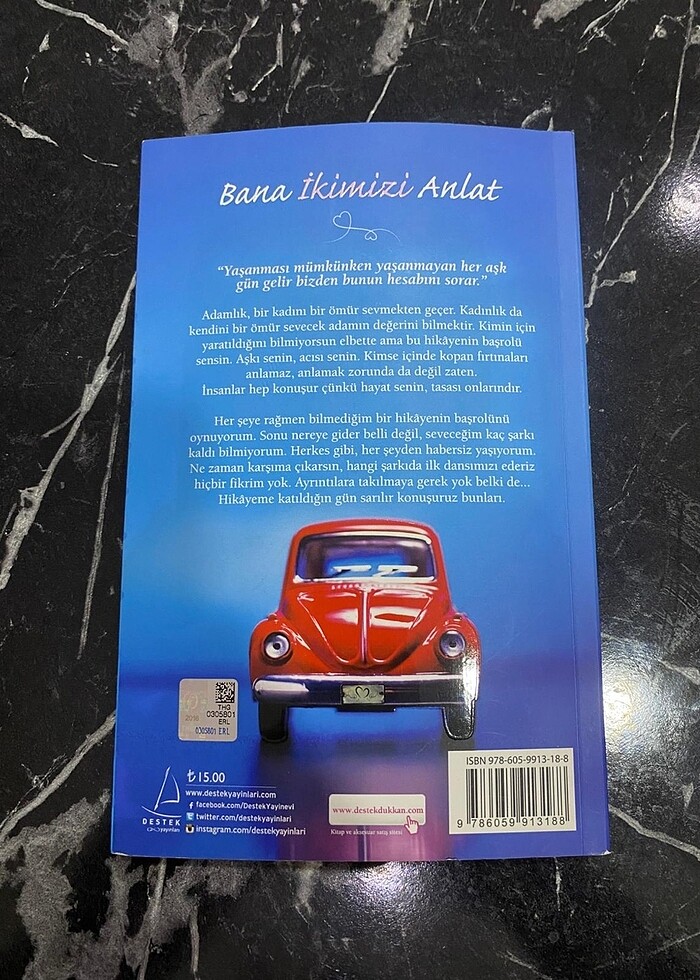 Bana İkimizi Anlat
“Yaşanması mümkünken yaşanmayan her aşk
gün gelir bizden bunun hesabını sorar.”
Adamlık, bir kadını bir ömür sevmekten geçer. Kadınlık da
kendini bir ömür sevecek adamın değerini bilmektir. Kimin için
yaratıldığını bilmiyorsun elbette ama bu hikâyenin başrolü
sensin. Aşkı senin, acısı senin. Kimse içinde kopan fırtınaları
anlamaz, anlamak zorunda da değil zaten.
İnsanlar hep konuşur çünkü hayat senin, tasası onlarındır.
Her şeye rağmen bilmediğim bir hikâyenin başrolünü
oynuyorum. Sonu nereye gider belli değil, seveceğim kaç şarkı
kaldı bilmiyorum. Herkes gibi, her şeyden habersiz yaşıyorum.
Ne zaman karşıma çıkarsın, hangi şarkıda ilk dansımızı ederiz
hiçbir fikrim yok. Ayrıntılara takılmaya gerek yok belki de...
Hikâyeme katıldığın gün sarılır konuşuruz bunları.
2016
THG
0305801
ERL
0305801 ERL
DESTEK
yayınları
₺15.00
www.destekyayinlari.com
facebook.com/DestekYayinevi
twitter.com/destekyayinlari
instagram.com/destekyayinlari
www.destekdukkan.com
Kitap ve aksesuar satış sitesi
ISBN 978-605-9913-18-8
9 786059 913188